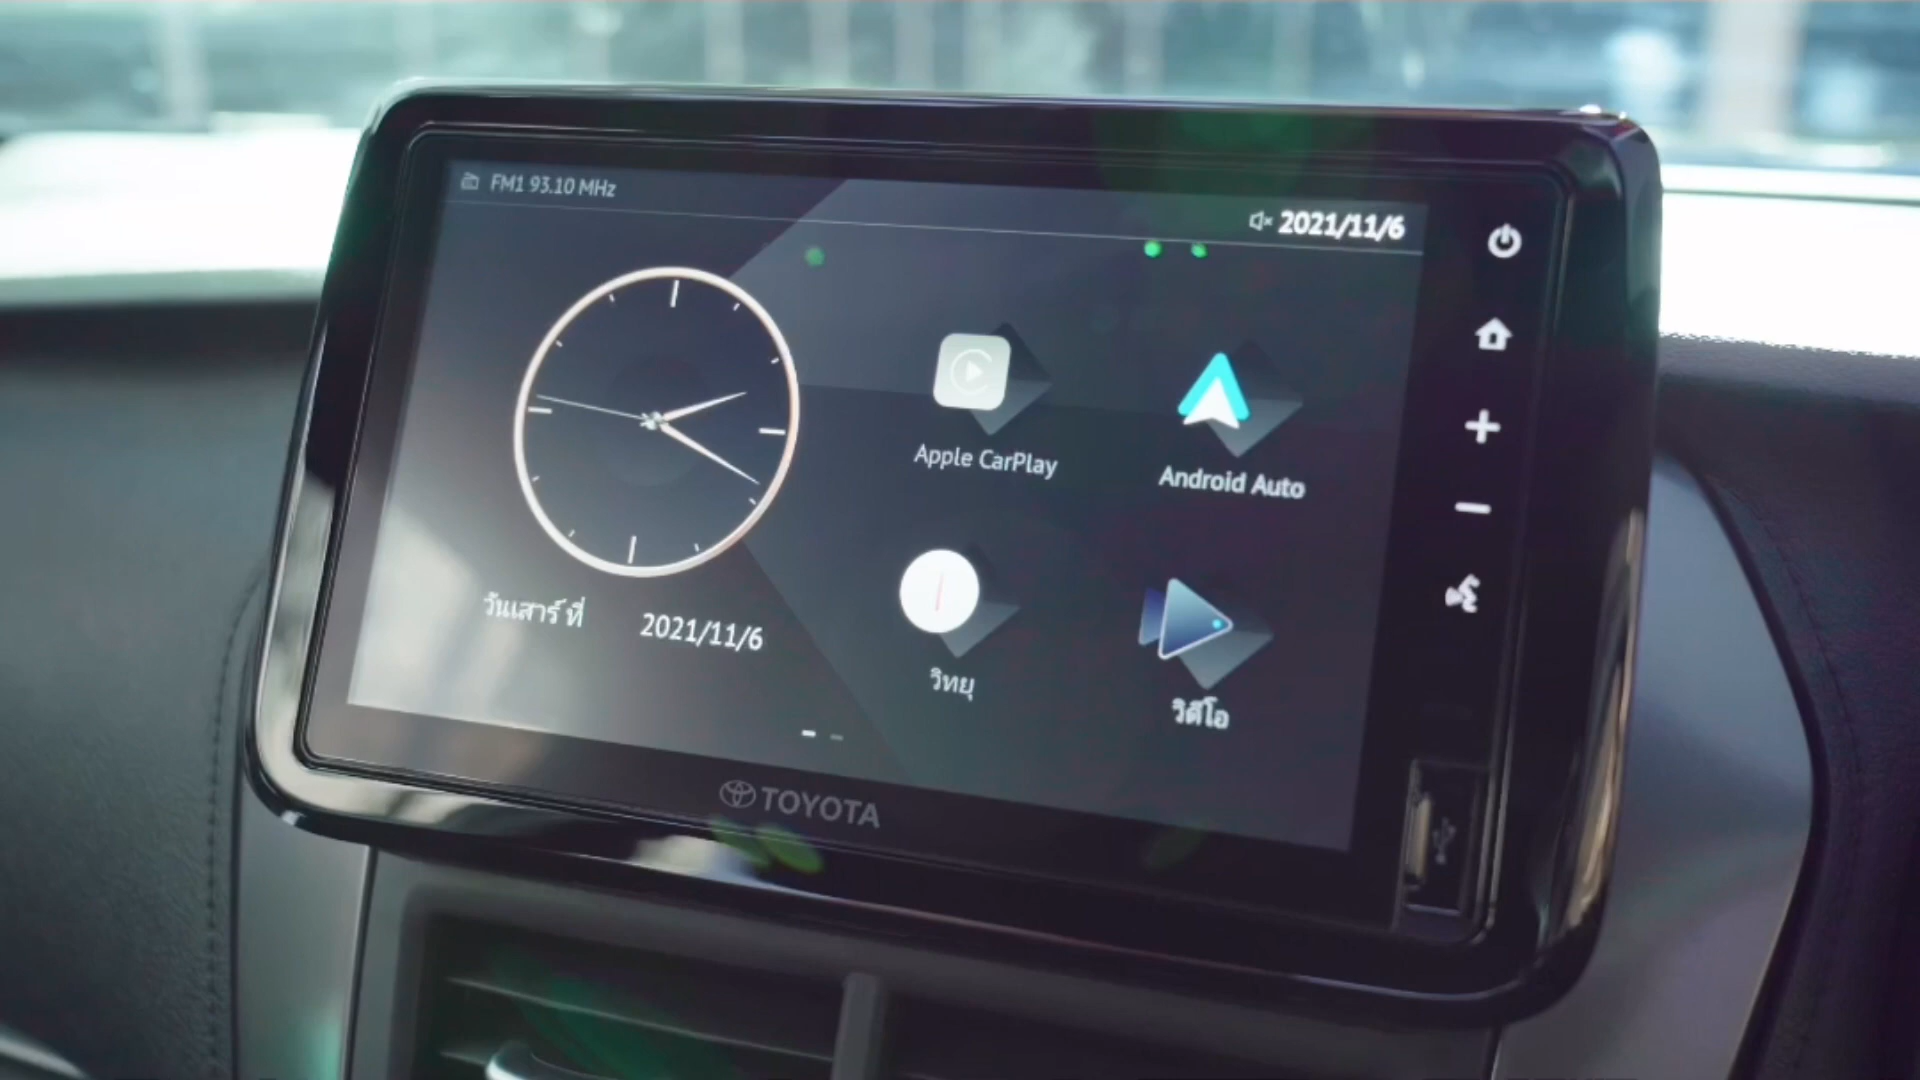 FM1 93.10 MHz
2021/11/6
Apple CarPlay
Android Auto
วันเสาร์ ที่ 2021/11/6
วิทยุ
วิดีโอ
TOYOTA